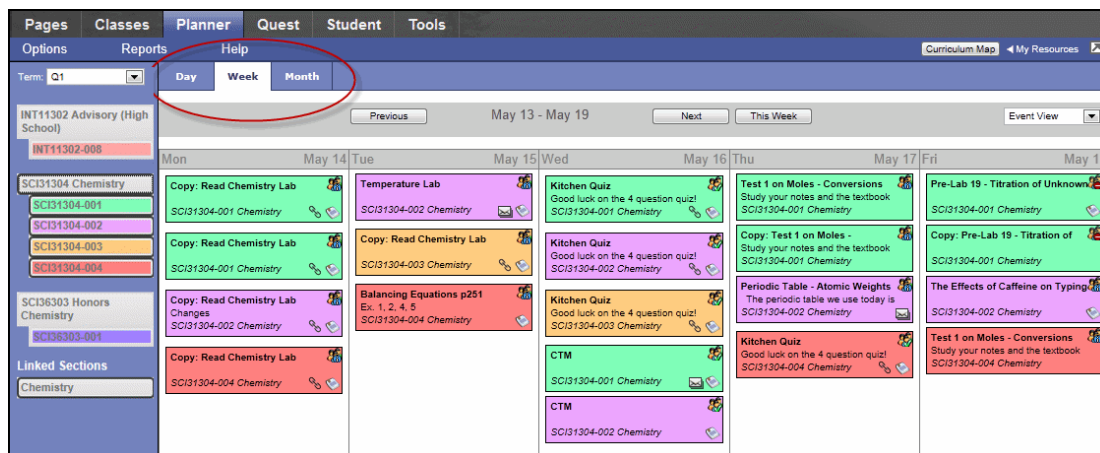 Pages Classes Planner Quest Student Tools
Options Reports Help Curriculum Map My Resources
Term: Q1 Day Week Month
Previous May 13 - May 19 Next This Week Event View
INT11302 Advisory (High
School)
INT11302-008
SCI31304 Chemistry
SCI31304-001
SCI31304-002
SCI31304-003
SCI31304-004
SCI36303 Honors
Chemistry
SCI36303-001
Linked Sections
Chemistry
Mon May 14
Copy: Read Chemistry Lab
SCI31304-001 Chemistry
Copy: Read Chemistry Lab
SCI31304-001 Chemistry
Copy: Read Chemistry Lab
Changes
SCI31304-002 Chemistry
Copy: Read Chemistry Lab
SCI31304-004 Chemistry
Tue May 15
Temperature Lab
SCI31304-002 Chemistry
Copy: Read Chemistry Lab
SCI31304-003 Chemistry
Balancing Equations p251
Ex. 1, 2, 4, 5
SCI31304-004 Chemistry
Wed May 16
Kitchen Quiz
Good luck on the 4 question quiz!
SCI31304-001 Chemistry
Kitchen Quiz
Good luck on the 4 question quiz!
SCI31304-002 Chemistry
Kitchen Quiz
Good luck on the 4 question quiz!
SCI31304-003 Chemistry
CTM
SCI31304-001 Chemistry
CTM
SCI31304-002 Chemistry
Thu May 17
Test 1 on Moles - Conversions
Study your notes and the textbook
SCI31304-001 Chemistry
Copy: Test 1 on Moles -
Study your notes and the textbook
SCI31304-001 Chemistry
Periodic Table - Atomic Weights
The periodic table we use today is
SCI31304-002 Chemistry
Kitchen Quiz
Good luck on the 4 question quiz!
SCI31304-004 Chemistry
Fri May 1
Pre-Lab 19 - Titration of Unknown
SCI31304-001 Chemistry
Copy: Pre-Lab 19 - Titration of
SCI31304-001 Chemistry
The Effects of Caffeine on Typing
SCI31304-002 Chemistry
Test 1 on Moles - Conversions
Study your notes and the textbook
SCI31304-004 Chemistry